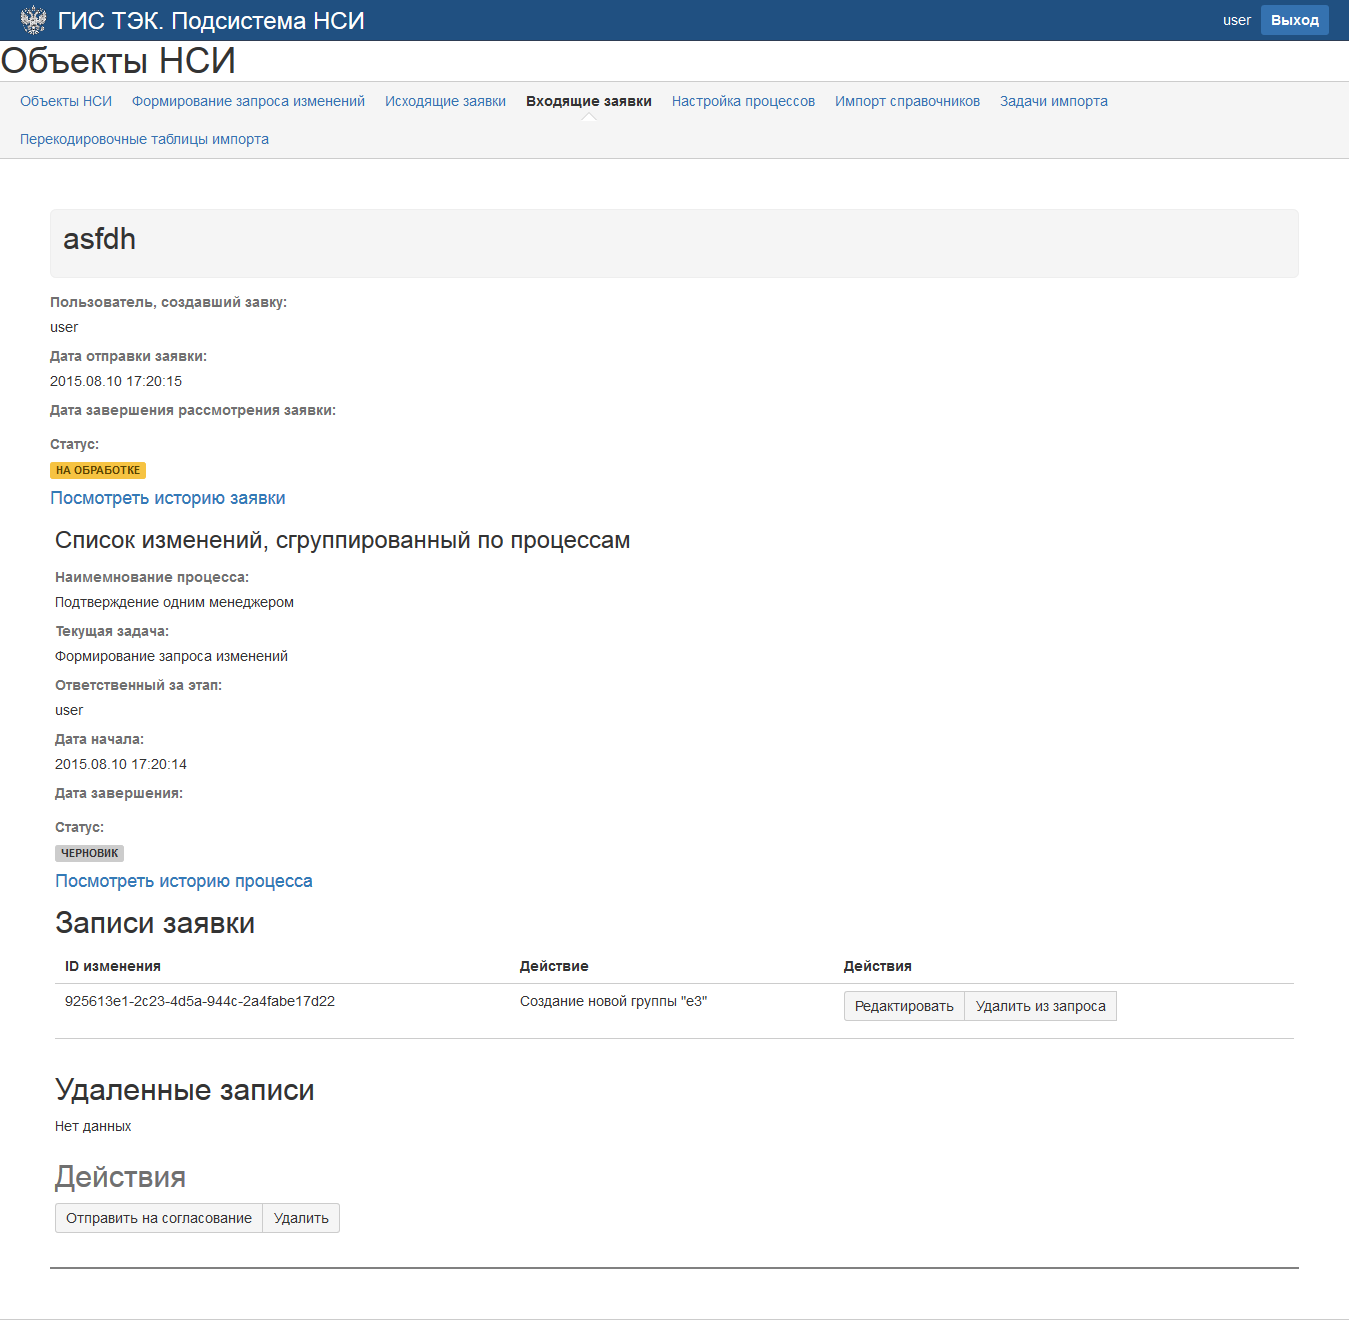 ГИС ТЭК. Подсистема НСИ
user Выход
Объекты НСИ
Объекты НСИ Формирование запроса изменений Исходящие заявки Входящие заявки Настройка процессов Импорт справочников Задачи импорта
Перекодировочные таблицы импорта
asfdh
Пользователь, создавший завку:
user
Дата отправки заявки:
2015.08.10 17:20:15
Дата завершения рассмотрения заявки:
Статус:
НА ОБРАБОТКЕ
Посмотреть историю заявки
Список изменений, сгруппированный по процессам
Наимемнование процесса:
Подтверждение одним менеджером
Текущая задача:
Формирование запроса изменений
Ответственный за этап:
user
Дата начала:
2015.08.10 17:20:14
Дата завершения:
Статус:
ЧЕРНОВИК
Посмотреть историю процесса
Записи заявки
ID изменения Действие Действия
925613e1-2c23-4d5a-944c-2a4fabe17d22 Создание новой группы "e3" Редактировать Удалить из запроса
Удаленные записи
Нет данных
Действия
Отправить на согласование Удалить